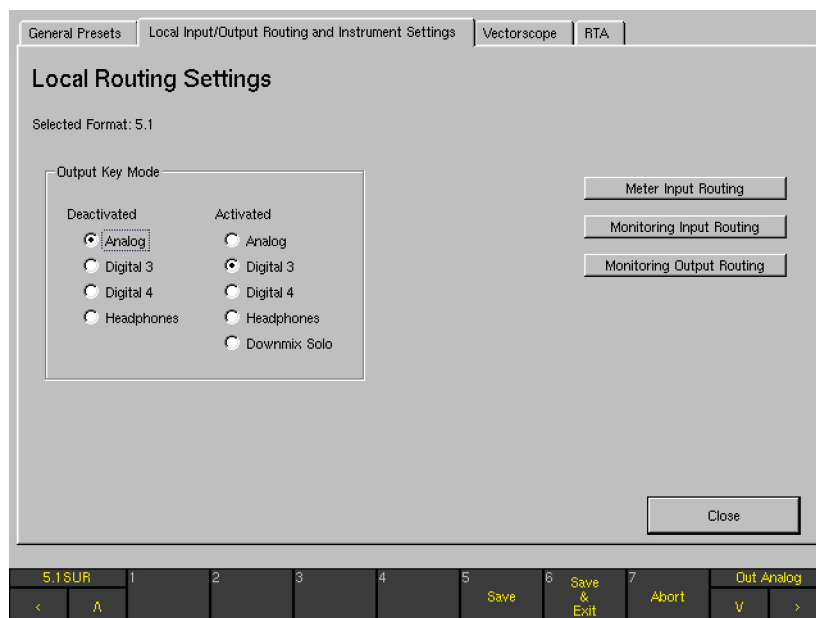 General Presets
Local Input/Output Routing and Instrument Settings
Vectorscope
RTA
Local Routing Settings
Selected Format: 5.1
Output Key Mode
Deactivated
Activated
Analog
Analog
Digital 3
Digital 3
Digital 4
Digital 4
Headphones
Headphones
Downmix Solo
Meter Input Routing
Monitoring Input Routing
Monitoring Output Routing
Close
5.1SUR
< Λ
1
2
3
4
5
Save
6
Save
&
Exit
7
Abort
Out Analog
V >